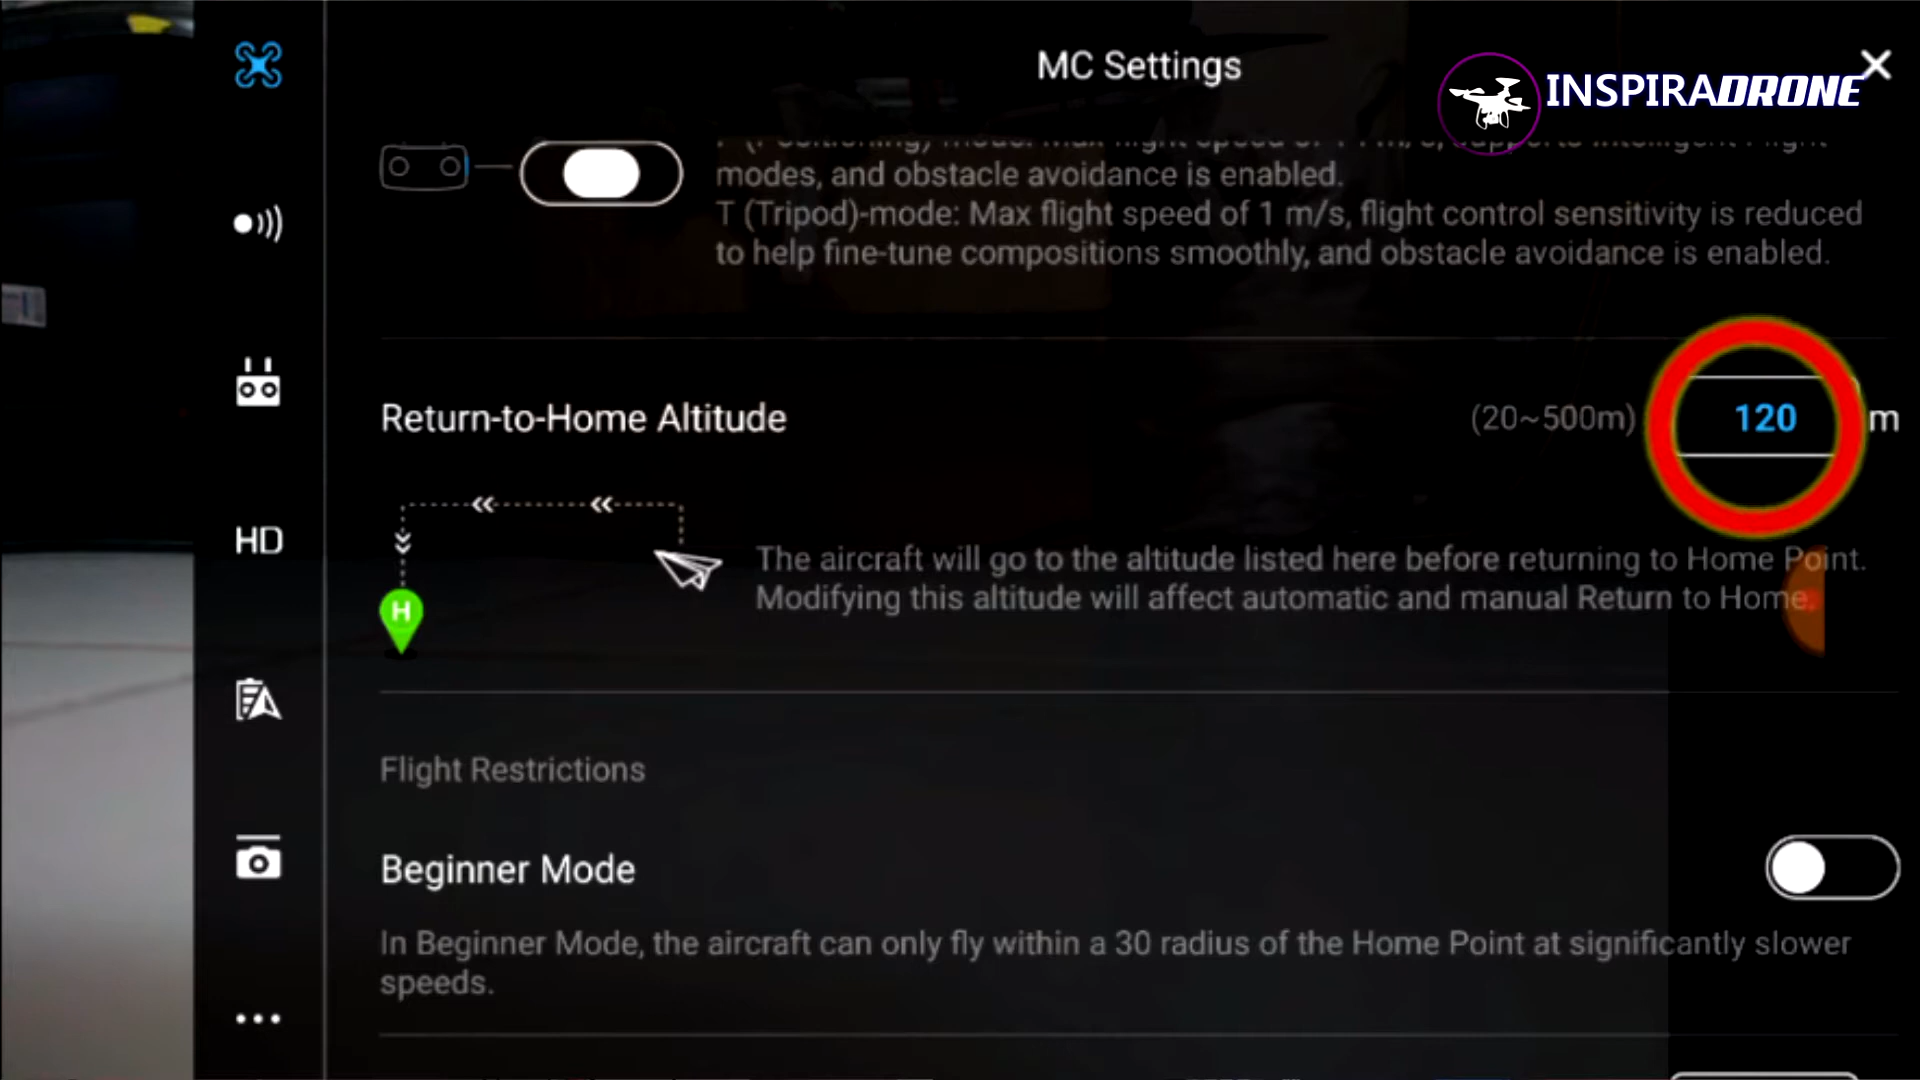 MC Settings
INSPIRADRONE
modes, and obstacle avoidance is enabled.
T (Tripod)-mode: Max flight speed of 1 m/s, flight control sensitivity is reduced
to help fine-tune compositions smoothly, and obstacle avoidance is enabled.
Return-to-Home Altitude (20~500m) 120 m
The aircraft will go to the altitude listed here before returning to Home Point.
Modifying this altitude will affect automatic and manual Return to Home.
H
HD
Flight Restrictions
Beginner Mode
In Beginner Mode, the aircraft can only fly within a 30 radius of the Home Point at significantly slower
speeds.